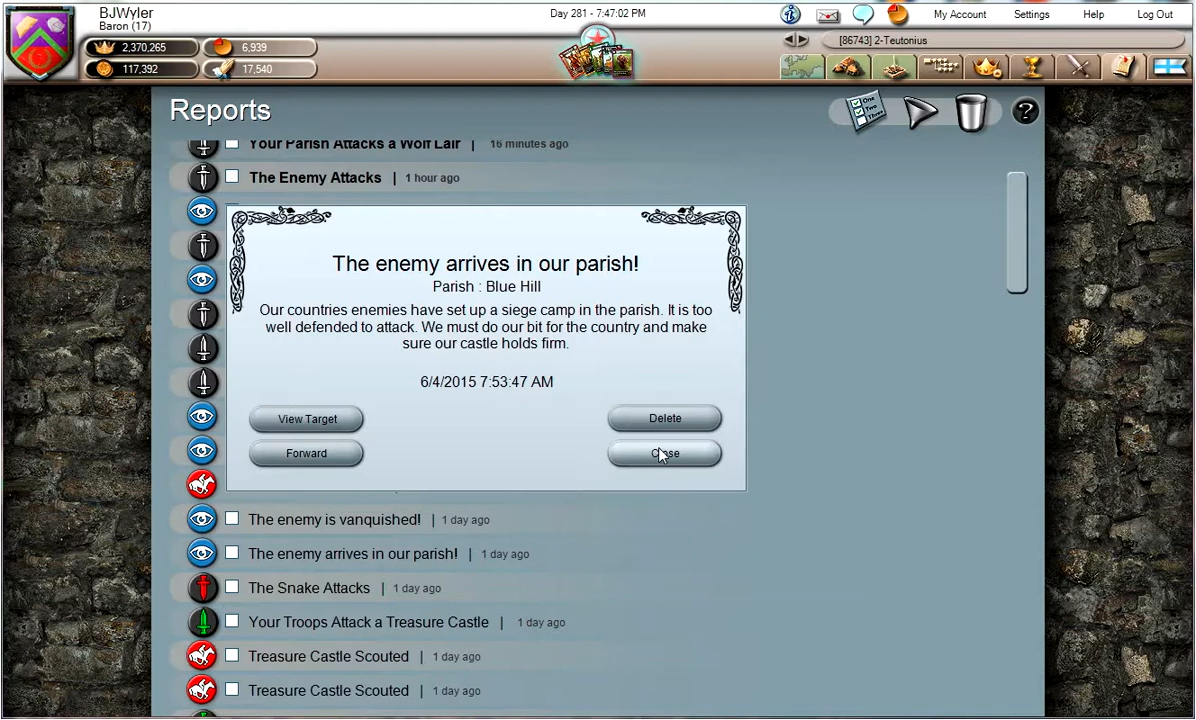 BJWyler
Baron (17)
2,370,265
6,939
117,392
17,540
Day 281 - 7:47:02 PM
My Account
Settings
Help
Log Out
[86743] 2-Teutonius
Reports
One
Two
Three
?
Your Parish Attacks a Wolf Lair | 16 minutes ago
The Enemy Attacks | 1 hour ago
The enemy arrives in our parish!
Parish : Blue Hill
Our countries enemies have set up a siege camp in the parish. It is too
well defended to attack. We must do our bit for the country and make
sure our castle holds firm.
6/4/2015 7:53:47 AM
View Target
Delete
Forward
Close
The enemy is vanquished! | 1 day ago
The enemy arrives in our parish! | 1 day ago
The Snake Attacks | 1 day ago
Your Troops Attack a Treasure Castle | 1 day ago
Treasure Castle Scouted | 1 day ago
Treasure Castle Scouted | 1 day ago